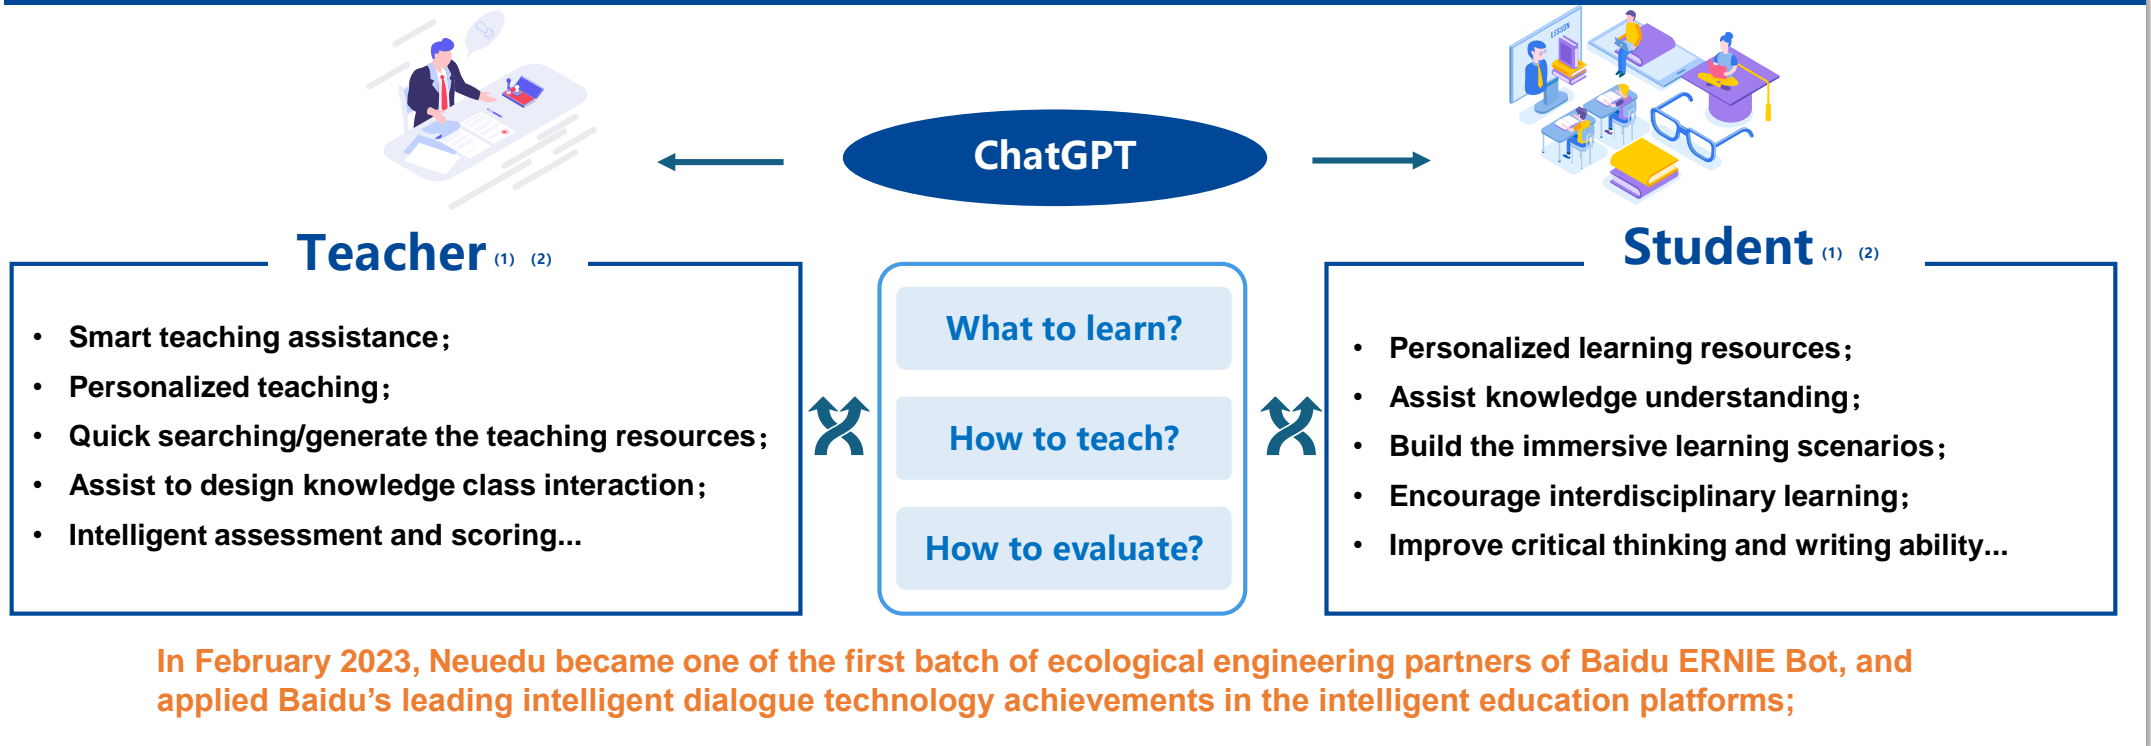 LESSON
ChatGPT
Teacher (1) (2)
• Smart teaching assistance；
• Personalized teaching；
• Quick searching/generate the teaching resources；
• Assist to design knowledge class interaction；
• Intelligent assessment and scoring...
What to learn?
How to teach?
How to evaluate?
Student (1) (2)
• Personalized learning resources；
• Assist knowledge understanding；
• Build the immersive learning scenarios；
• Encourage interdisciplinary learning；
• Improve critical thinking and writing ability...
In February 2023, Neuedu became one of the first batch of ecological engineering partners of Baidu ERNIE Bot, and
applied Baidu’s leading intelligent dialogue technology achievements in the intelligent education platforms;